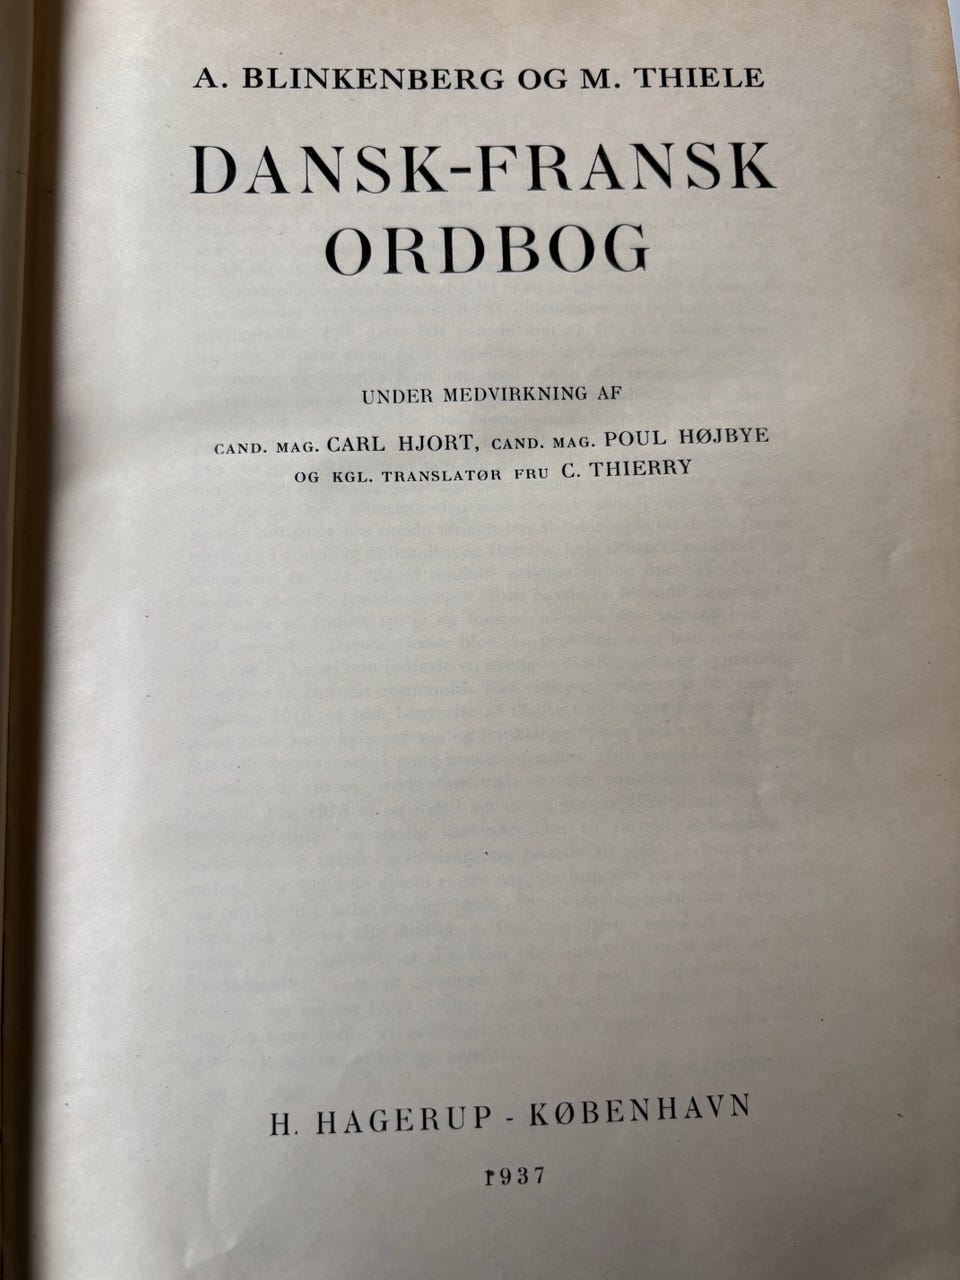 A. BLINKENBERG OG M. THIELE
DANSK-FRANSK
ORDBOG
UNDER MEDVIRKNING AF
CAND. MAG. CARL HJORT, CAND. MAG. POUL HØJBYE
OG KGL. TRANSLATØR FRU C. THIERRY
H. HAGERUP - KØBENHAVN
1937